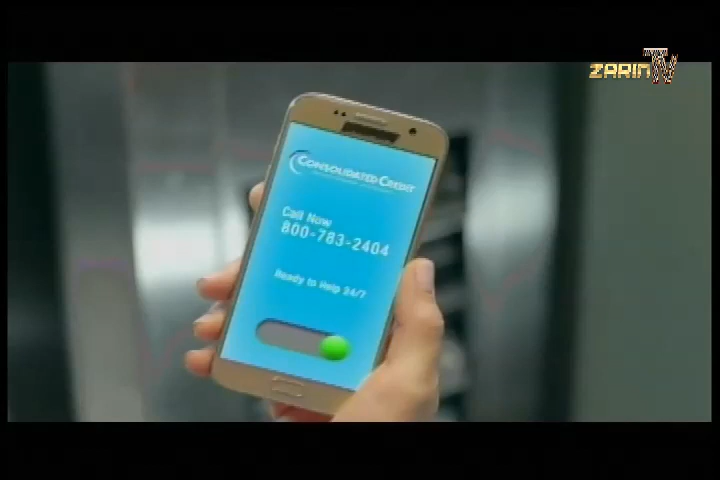 ZARIN TV
CONSOLIDATED CREDIT
Call Now
800-783-2404
Ready to Help 24/7